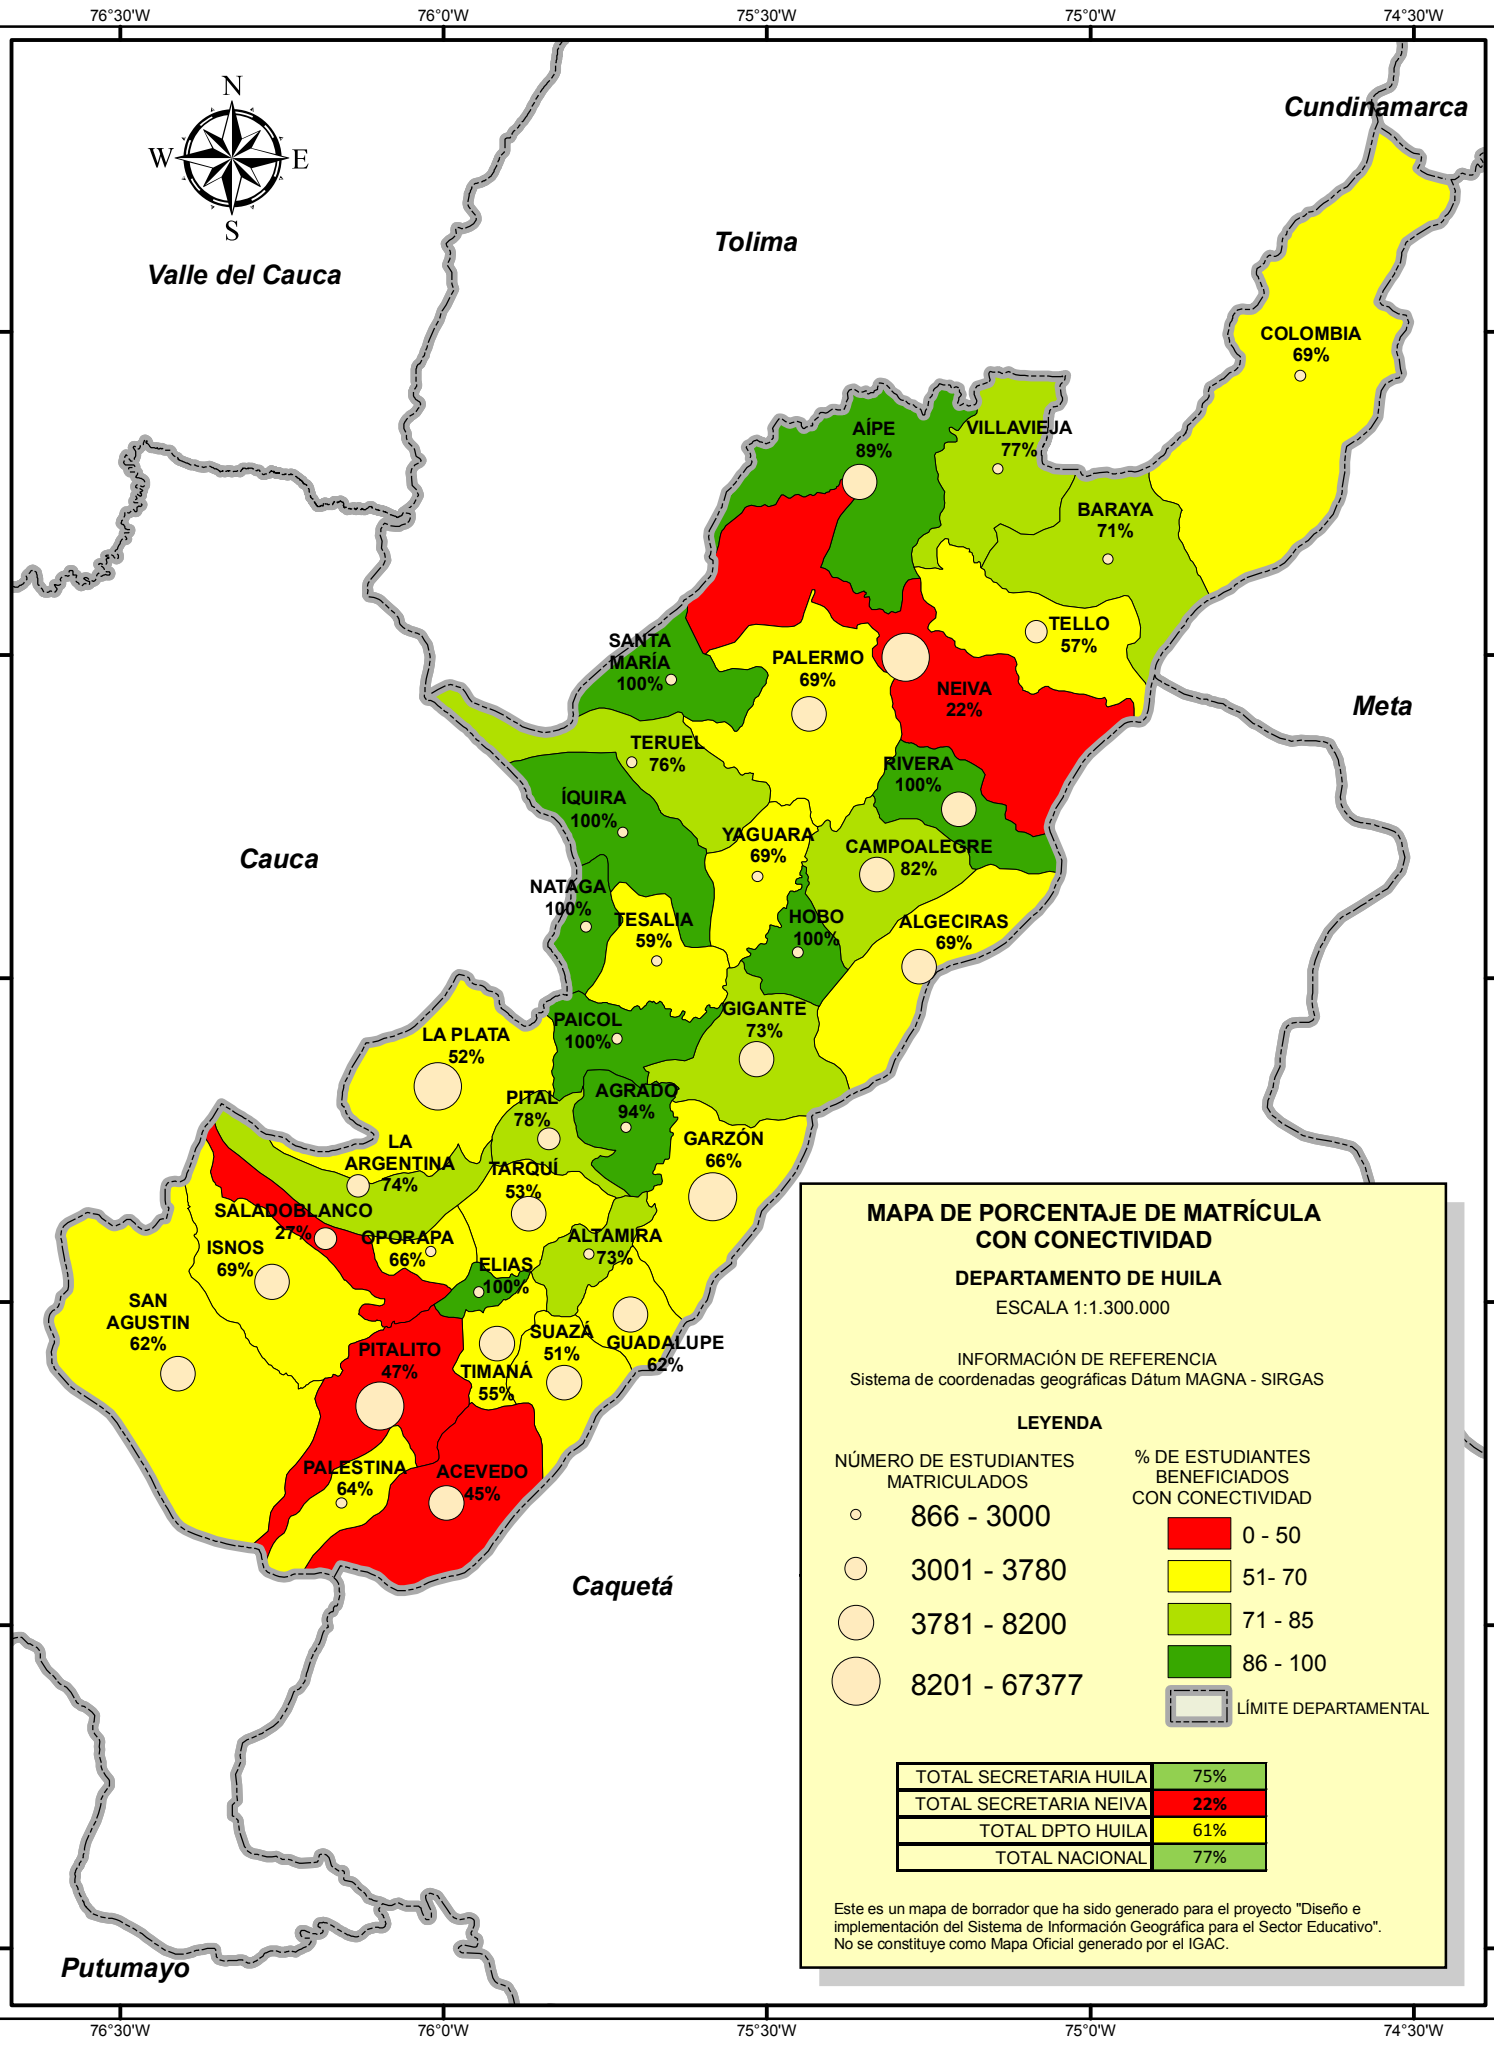 76°30'W 76°0'W 75°30'W 75°0'W 74°30'W
N
W E
S
Cundinamarca
Tolima
Valle del Cauca
COLOMBIA
69%
AÍPE
89%
VILLAVIEJA
77%
BARAYA
71%
TELLO
57%
SANTA
MARÍA
100%
PALERMO
69%
NEIVA
22%
Meta
TERUEL
76%
RIVERA
100%
ÍQUIRA
100%
YAGUARA
69%
CAMPOALEGRE
82%
Cauca
NATAGA
100%
TESALIA
59%
HOBO
100%
ALGECIRAS
69%
PAICOL
100%
GIGANTE
73%
LA PLATA
52%
PITAL
78%
AGRADO
94%
GARZÓN
66%
LA
ARGENTINA
74%
TARQUÍ
53%
SALADOBLANCO
27%
OPORAPA
66%
ALTAMIRA
73%
ISNOS
69%
ELIAS
100%
SAN
AGUSTIN
62%
PITALITO
47%
SUAZÁ
51%
GUADALUPE
62%
TIMANÁ
55%
PALESTINA
64%
ACEVEDO
45%
Caquetá
Putumayo
MAPA DE PORCENTAJE DE MATRÍCULA
CON CONECTIVIDAD
DEPARTAMENTO DE HUILA
ESCALA 1:1.300.000
INFORMACIÓN DE REFERENCIA
Sistema de coordenadas geográficas Dátum MAGNA - SIRGAS
LEYENDA
NÚMERO DE ESTUDIANTES
MATRICULADOS
866 - 3000
3001 - 3780
3781 - 8200
8201 - 67377
% DE ESTUDIANTES
BENEFICIADOS
CON CONECTIVIDAD
0 - 50
51- 70
71 - 85
86 - 100
LÍMITE DEPARTAMENTAL
TOTAL SECRETARIA HUILA 75%
TOTAL SECRETARIA NEIVA 22%
TOTAL DPTO HUILA 61%
TOTAL NACIONAL 77%
Este es un mapa de borrador que ha sido generado para el proyecto "Diseño e
implementación del Sistema de Información Geográfica para el Sector Educativo".
No se constituye como Mapa Oficial generado por el IGAC.
76°30'W 76°0'W 75°30'W 75°0'W 74°30'W